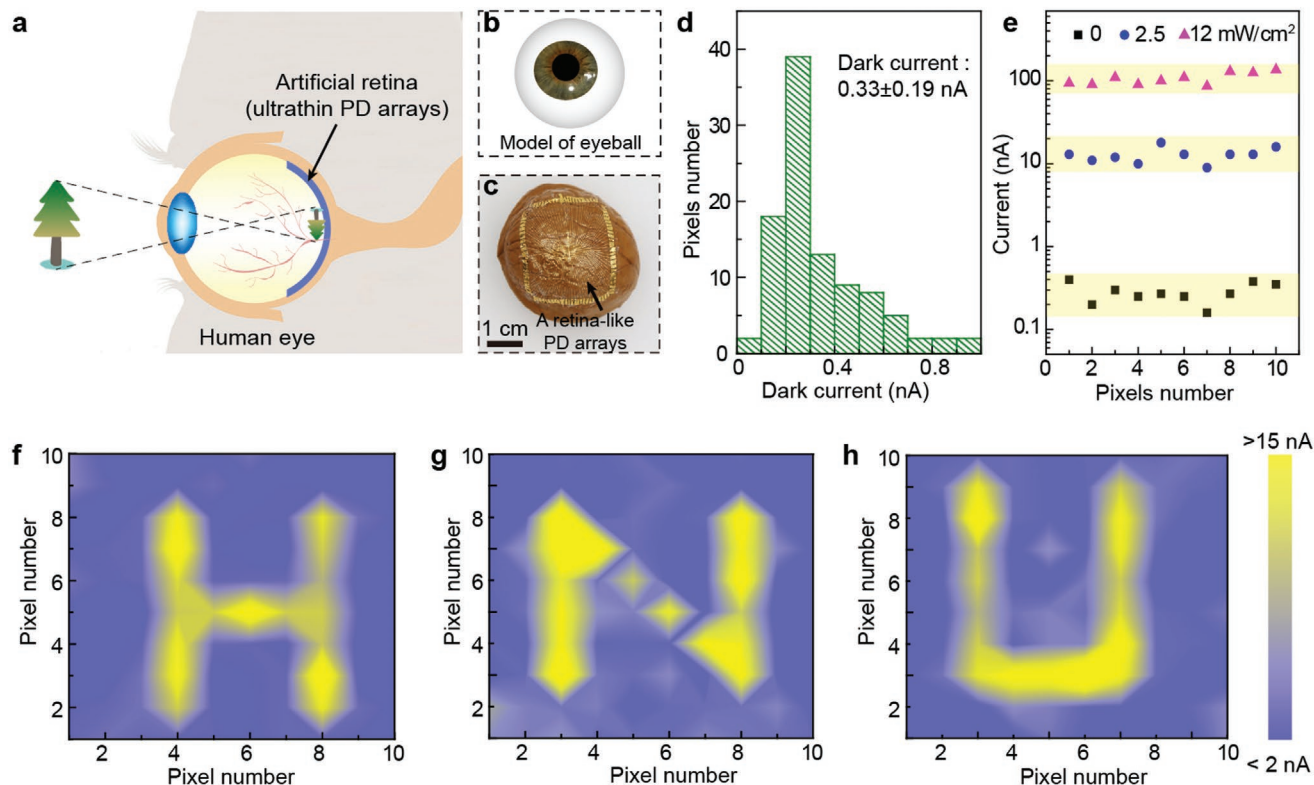 a
Artificial retina
(ultrathin PD arrays)
Human eye
b
Model of eyeball
c
A retina-like
1 cm
PD arrays
d
Dark current :
0.33±0.19 nA
40
30
20
10
0
Pixels number
0
0.4
0.8
Dark current (nA)
e
0
2.5
12 mW/cm²
100
10
1
0.1
Current (nA)
0 2 4 6 8 10
Pixels number
f
10
8
6
4
2
Pixel number
2 4 6 8 10
Pixel number
g
10
8
6
4
2
Pixel number
2 4 6 8 10
Pixel number
h
10
8
6
4
2
Pixel number
2 4 6 8 10
Pixel number
>15 nA
< 2 nA